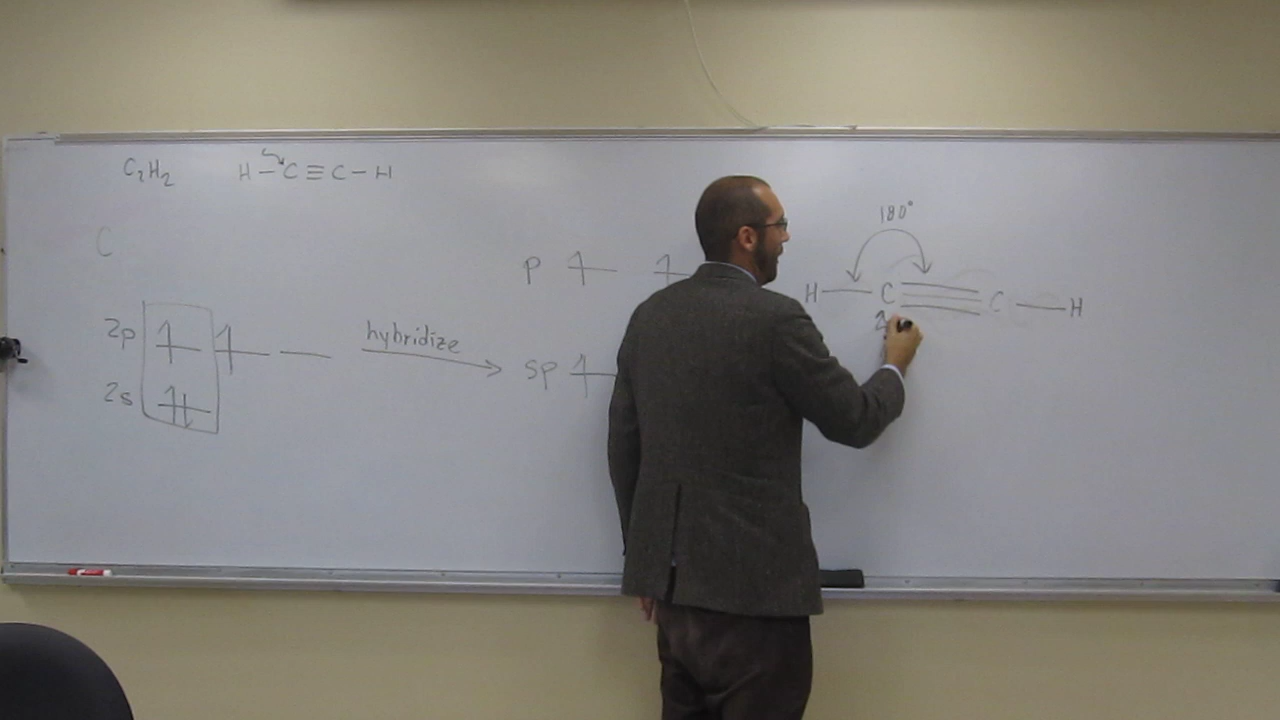 C₂H₂ H–C≡C–H
C
2p
2s
hybridize
p
sp
180°
H–C≡C–H